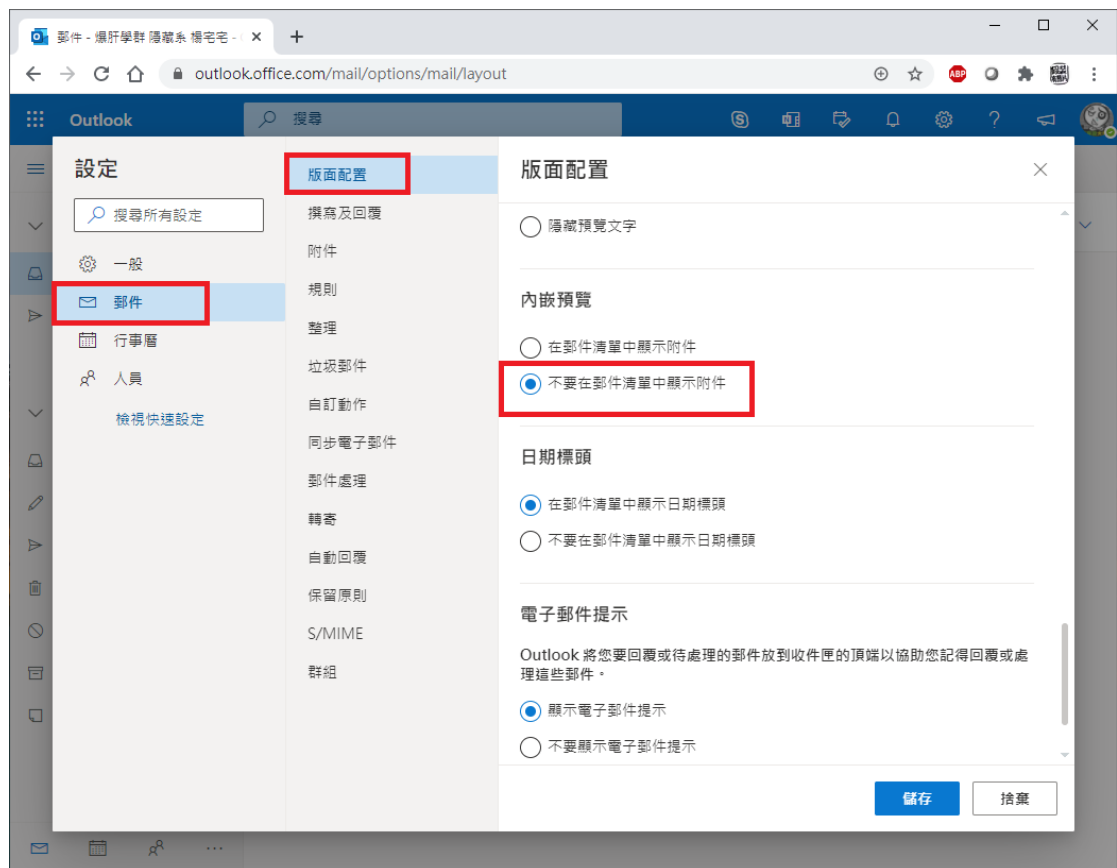 郵件 - 爆肝學群 隱藏系 楊宅宅 -
outlook.office.com/mail/options/mail/layout
ABP
Outlook
搜尋
設定
搜尋所有設定
一般
郵件
行事曆
人員
檢視快速設定
版面配置
撰寫及回覆
附件
規則
整理
垃圾郵件
自訂動作
同步電子郵件
郵件處理
轉寄
自動回覆
保留原則
S/MIME
群組
版面配置
隱藏預覽文字
內嵌預覽
在郵件清單中顯示附件
不要在郵件清單中顯示附件
日期標頭
在郵件清單中顯示日期標頭
不要在郵件清單中顯示日期標頭
電子郵件提示
Outlook 將您要回覆或待處理的郵件放到收件匣的頂端以協助您記得回覆或處
理這些郵件。
顯示電子郵件提示
不要顯示電子郵件提示
儲存
捨棄